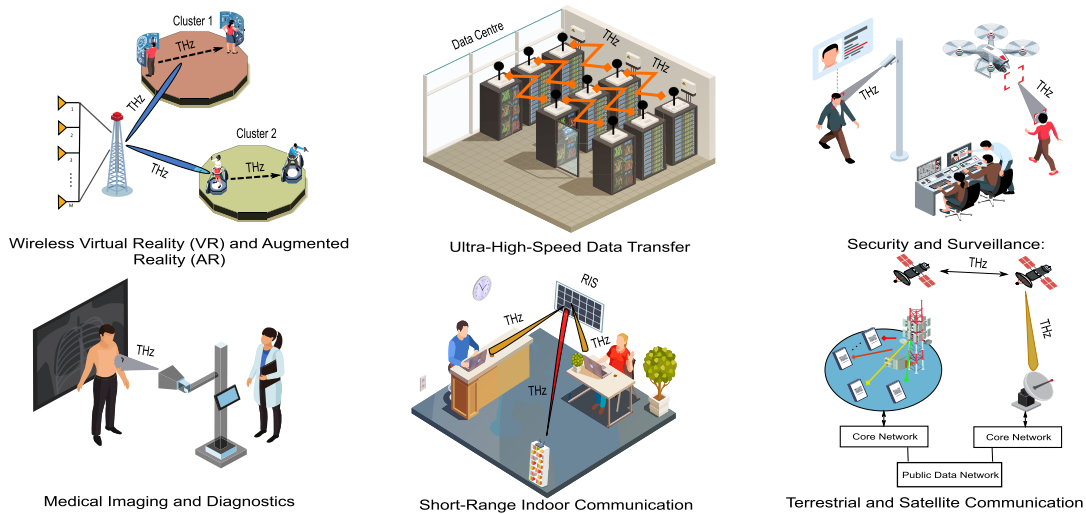 Cluster 1
THz
THz
1
2
3
M
Cluster 2
THz
THz
Wireless Virtual Reality (VR) and Augmented
Reality (AR)
Data Centre
THz
THz
Ultra-High-Speed Data Transfer
THz
THz
Security and Surveillance:
THz
Medical Imaging and Diagnostics
RIS
THz
THz
THz
Short-Range Indoor Communication
THz
THz
Core Network
Core Network
Public Data Network
Terrestrial and Satellite Communication